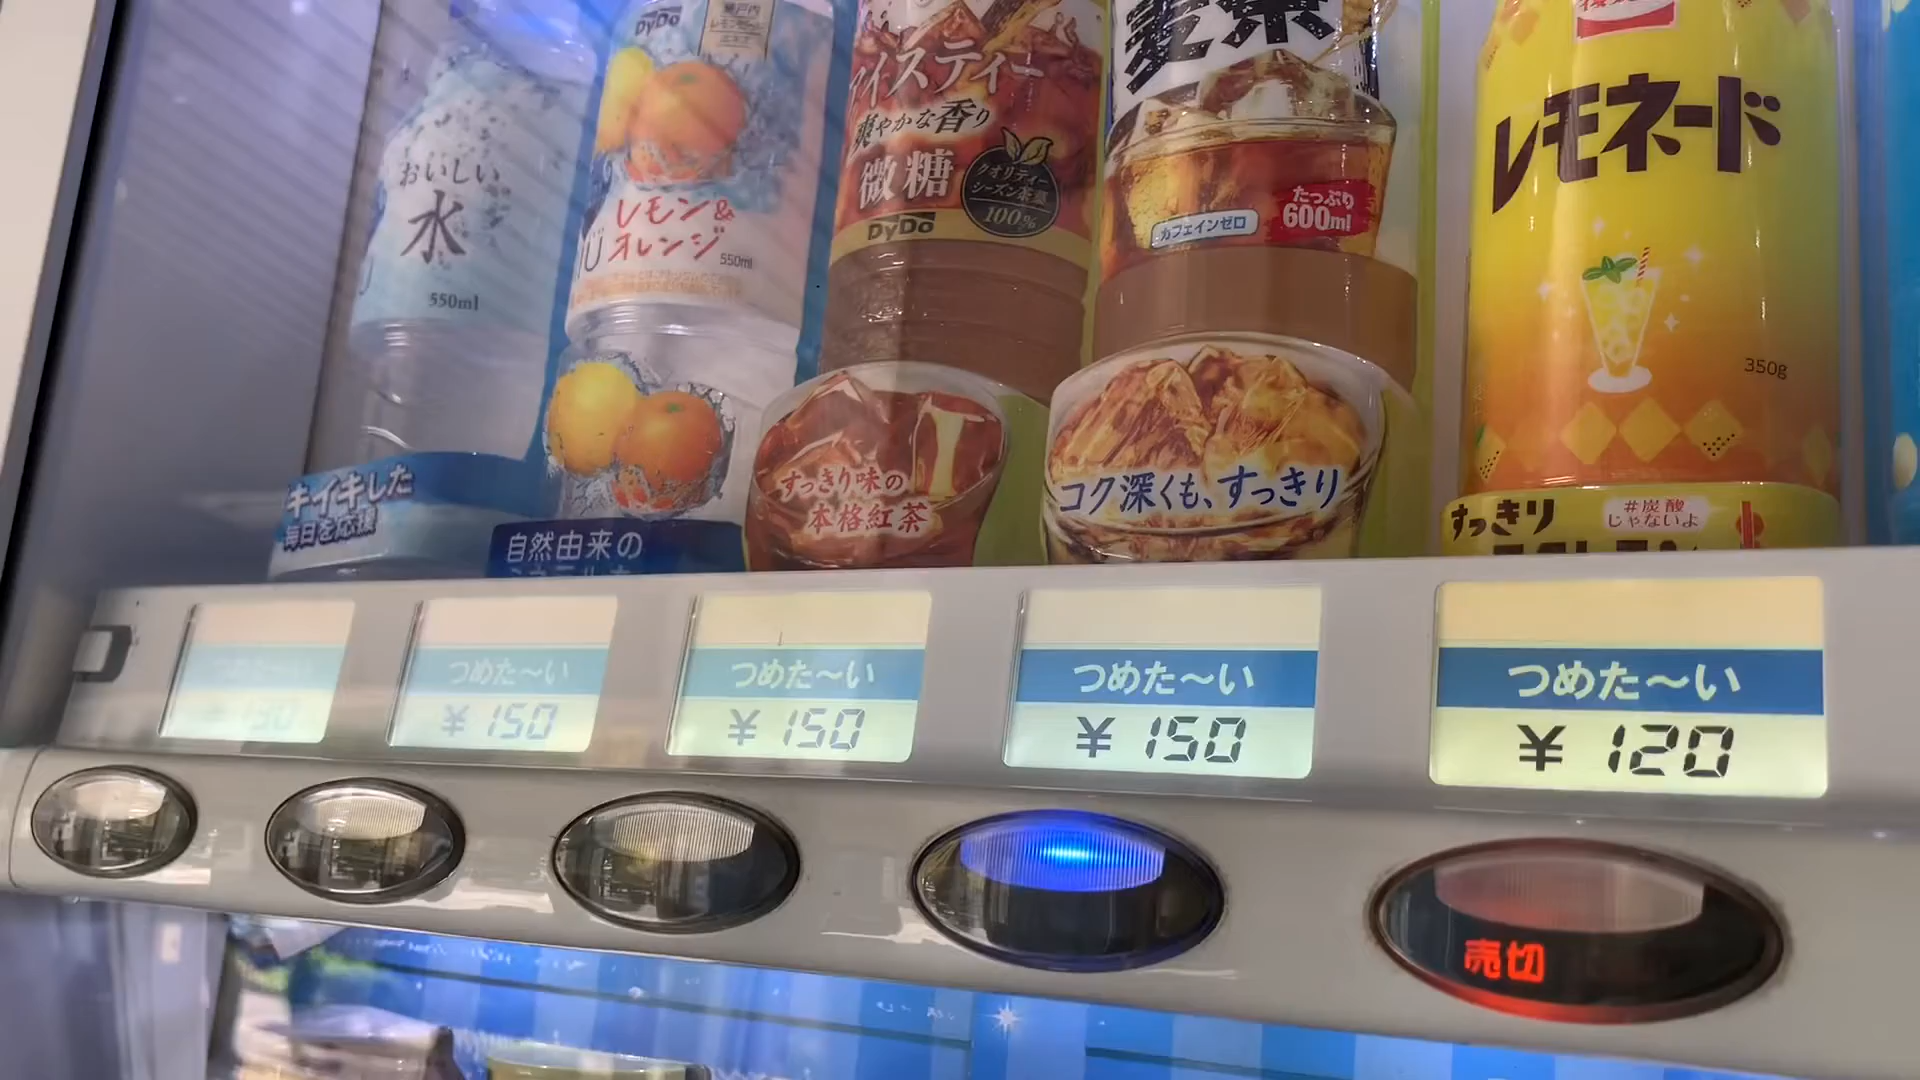 おいしい
水
550ml
キイキした
毎日を応援
DyDo
レモン&
オレンジ
550ml
自然由来の
アイスティー
爽やかな香り
微糖
クオリティー
シーズン茶葉
100%
DyDo
すっきり味の
本格紅茶
麦茶
カフェインゼロ
たっぷり
600ml
コク深くも、すっきり
レモネード
350g
すっきり
#炭酸
じゃないよ
つめた〜い
¥150
つめた〜い
¥150
つめた〜い
¥150
つめた〜い
¥120
売切